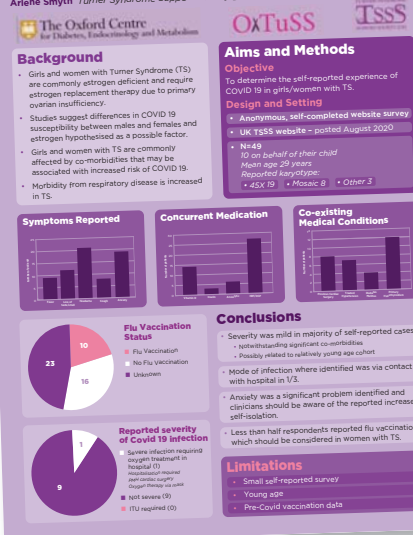 Arlene Smyth Turner Syndrome
The Oxford Centre
for Diabetes, Endocrinology and Metabolism
OxTuSS
TSSS
Background
• Girls and women with Turner Syndrome (TS)
are commonly estrogen deficient and require
estrogen replacement therapy due to primary
ovarian insufficiency.
• Studies suggest differences in COVID 19
susceptibility between males and females and
estrogen hypothesised as a possible factor.
• Girls and women with TS are commonly
affected by co-morbidities that may be
associated with increased risk of COVID 19.
• Morbidity from respiratory disease is increased
in TS.
Aims and Methods
Objective
To determine the self-reported experience of
COVID 19 in girls/women with TS.
Design and Setting
• Anonymous, self-completed website survey
• UK TSSS website – posted August 2020
• N=49
10 on behalf of their child
Mean age 29 years
Reported karyotype:
• 45X 19 • Mosaic 8 • Other 3
Symptoms Reported
Concurrent Medication
Co-existing
Medical Conditions
Flu Vaccination
Status
Flu Vaccination
No Flu Vaccination
Unknown
10
23
16
Reported severity
of Covid 19 infection
Severe infection requiring
oxygen treatment in
hospital (1)
Hospitalisation required
Prior cardiac surgery
Oxygen therapy via mask
Not severe (9)
ITU required (0)
1
9
Conclusions
• Severity was mild in majority of self-reported cases
• Notwithstanding significant co-morbidities
• Possibly related to relatively young age cohort
• Mode of infection where identified was via contact
with hospital in 1/3.
• Anxiety was a significant problem identified and
clinicians should be aware of the reported increase
self-isolation.
• Less than half respondents reported flu vaccination
which should be considered in women with TS.
Limitations
• Small self-reported survey
• Young age
• Pre-Covid vaccination data